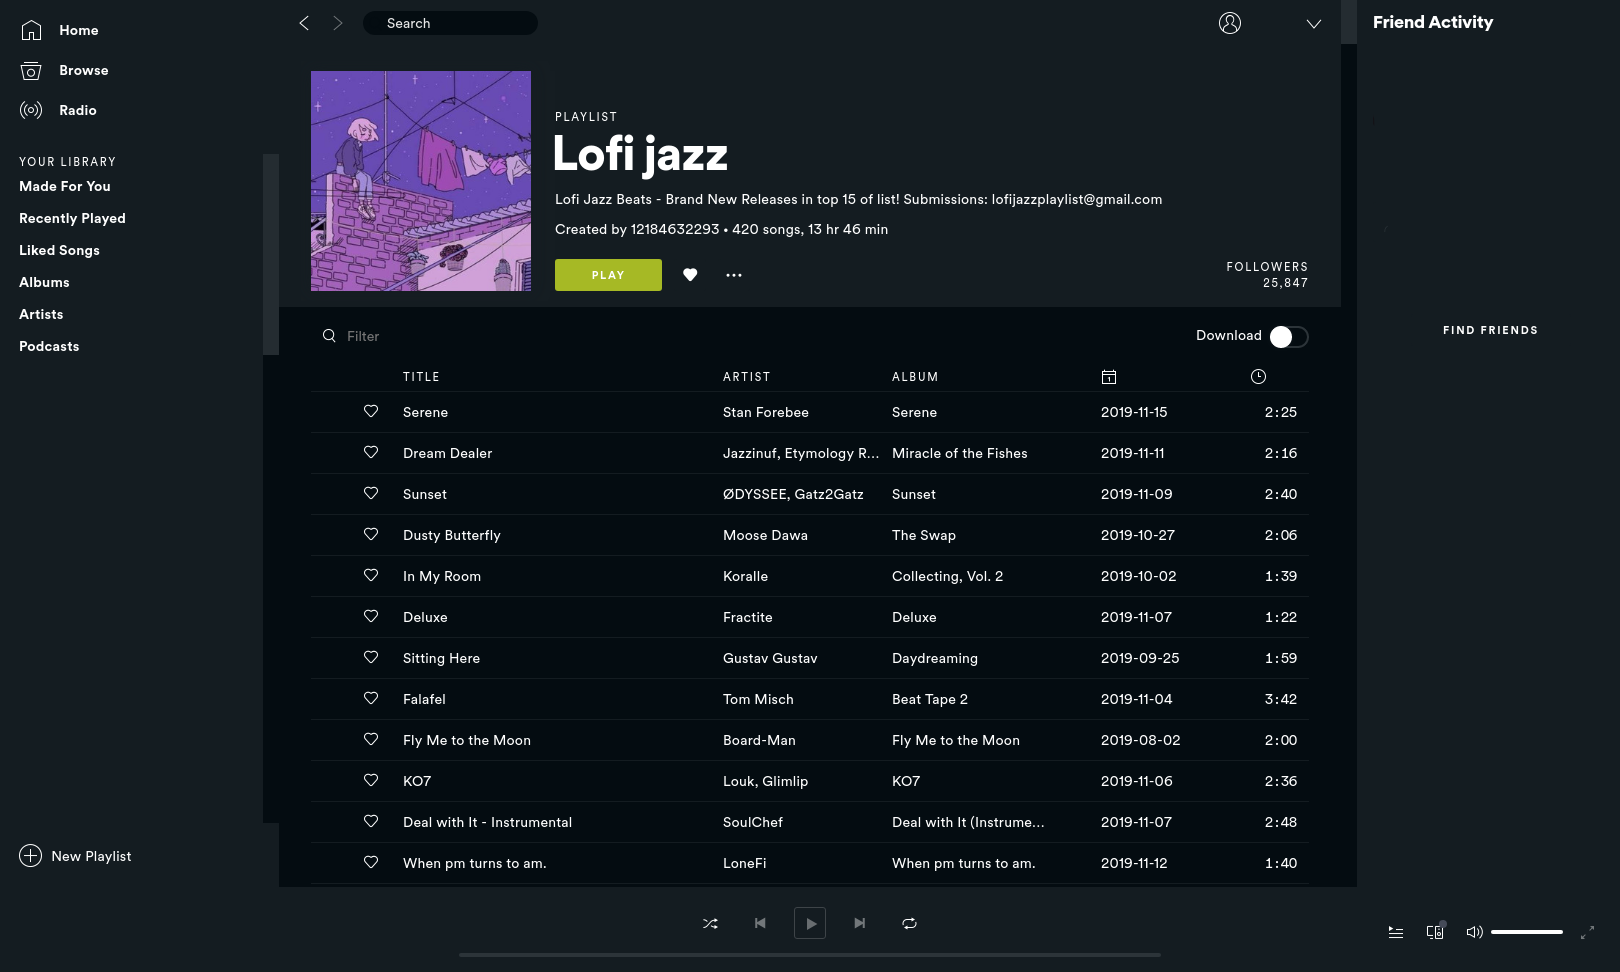 Home
Browse
Radio
YOUR LIBRARY
Made For You
Recently Played
Liked Songs
Albums
Artists
Podcasts
New Playlist
Search
PLAYLIST
Lofi jazz
Lofi Jazz Beats - Brand New Releases in top 15 of list! Submissions: lofijazzplaylist@gmail.com
Created by 12184632293 • 420 songs, 13 hr 46 min
PLAY
FOLLOWERS
25,847
Filter
Download
TITLE ARTIST ALBUM
Serene Stan Forebee Serene 2019-11-15 2:25
Dream Dealer Jazzinuf, Etymology R... Miracle of the Fishes 2019-11-11 2:16
Sunset ØDYSSEE, Gatz2Gatz Sunset 2019-11-09 2:40
Dusty Butterfly Moose Dawa The Swap 2019-10-27 2:06
In My Room Koralle Collecting, Vol. 2 2019-10-02 1:39
Deluxe Fractite Deluxe 2019-11-07 1:22
Sitting Here Gustav Gustav Daydreaming 2019-09-25 1:59
Falafel Tom Misch Beat Tape 2 2019-11-04 3:42
Fly Me to the Moon Board-Man Fly Me to the Moon 2019-08-02 2:00
KO7 Louk, Glimlip KO7 2019-11-06 2:36
Deal with It - Instrumental SoulChef Deal with It (Instrume... 2019-11-07 2:48
When pm turns to am. LoneFi When pm turns to am. 2019-11-12 1:40
Friend Activity
FIND FRIENDS